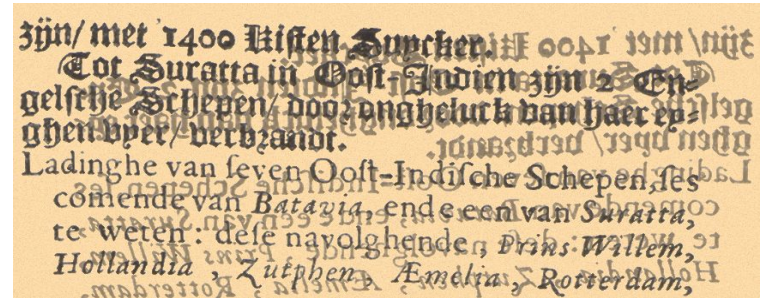 zijn/ met 1400 Kisten Suycker.
Tot Suratta in Oost-Indien zijn 2 En-
gelsche Schepen/ door ongheluck van haer ey-
ghen vyer/ verbrandt.
Ladinghe van ſeven Ooſt-Indiſche Schepen, ſes
comende van Batavia, ende een van Suratta,
te weten : deſe navolghende , Prins Willem,
Hollandia , Zutphen , Æmelia , Rotterdam,